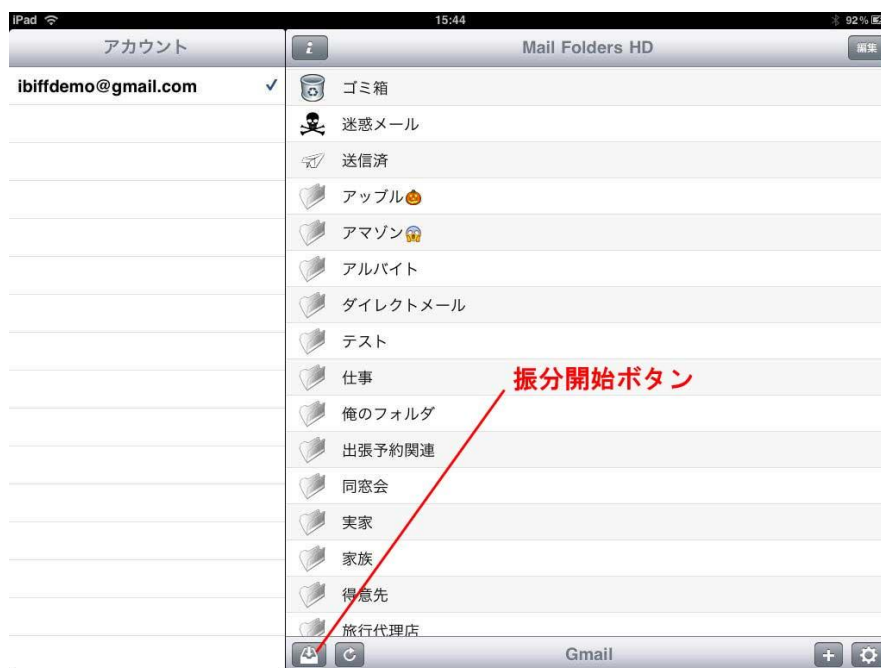 iPad 15:44 92%
アカウント
ibiffdemo@gmail.com ✓
Mail Folders HD 編集
ゴミ箱
迷惑メール
送信済
アップル🎃
アマゾン😱
アルバイト
ダイレクトメール
テスト
仕事
俺のフォルダ
出張予約関連
同窓会
実家
家族
得意先
旅行代理店
振分開始ボタン
Gmail